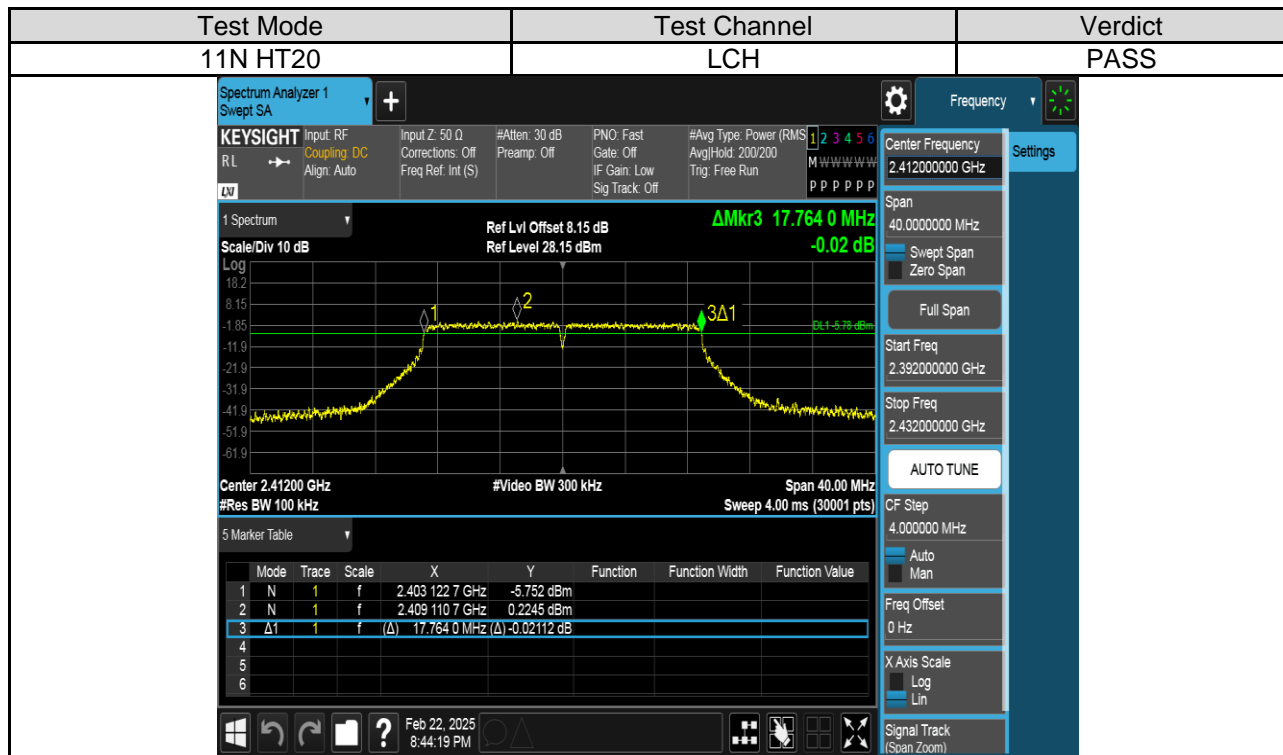 Test Mode Test Channel Verdict
11N HT20 LCH PASS
Spectrum Analyzer 1
Swept SA
+
Frequency
KEYSIGHT Input: RF Input Z: 50 Ω #Atten: 30 dB PNO: Fast #Avg Type: Power (RMS 1 2 3 4 5 6
RL Coupling: DC Corrections: Off Preamp: Off Gate: Off Avg|Hold: 200/200 M W W W W W
Align: Auto Freq Ref: Int (S) IF Gain: Low Trig: Free Run
LXI Sig Track: Off P P P P P P
1 Spectrum
Ref Lvl Offset 8.15 dB ΔMkr3 17.764 0 MHz
Scale/Div 10 dB Ref Level 28.15 dBm -0.02 dB
Log
18.2
8.15
-1.85
-11.9
-21.9
-31.9
-41.9
-51.9
-61.9
1
2
3Δ1
DL1 -5.78 dBm
Center 2.41200 GHz #Video BW 300 kHz Span 40.00 MHz
#Res BW 100 kHz Sweep 4.00 ms (30001 pts)
5 Marker Table
Mode Trace Scale X Y Function Function Width Function Value
1 N 1 f 2.403 122 7 GHz -5.752 dBm
2 N 1 f 2.409 110 7 GHz 0.2245 dBm
3 Δ1 1 f (Δ) 17.764 0 MHz (Δ) -0.02112 dB
4
5
6
?
Feb 22, 2025
8:44:19 PM
Center Frequency
2.412000000 GHz
Settings
Span
40.0000000 MHz
Swept Span
Zero Span
Full Span
Start Freq
2.392000000 GHz
Stop Freq
2.432000000 GHz
AUTO TUNE
CF Step
4.000000 MHz
Auto
Man
Freq Offset
0 Hz
X Axis Scale
Log
Lin
Signal Track
(Span Zoom)